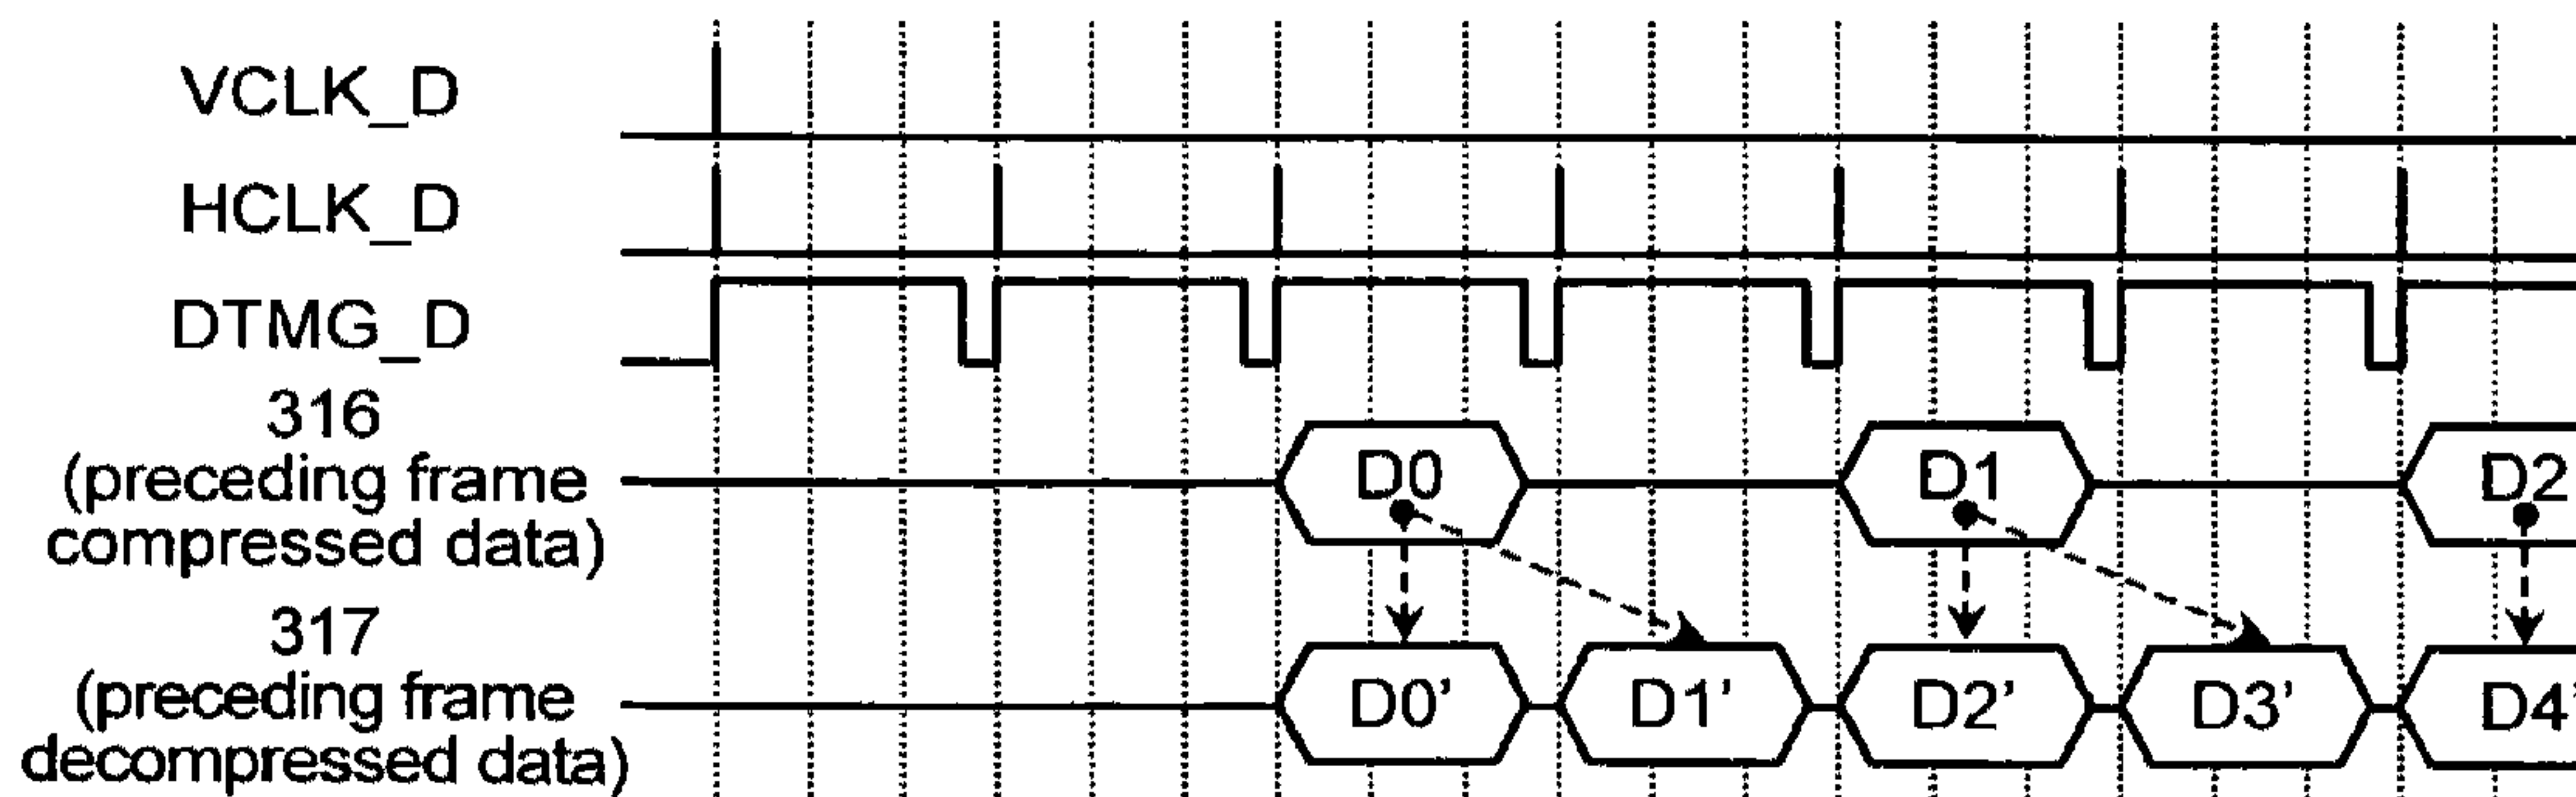 VCLK_D
HCLK_D
DTMG_D
316
(preceding frame
compressed data)
D0
D1
D2
317
(preceding frame
decompressed data)
D0’
D1’
D2’
D3’
D4’